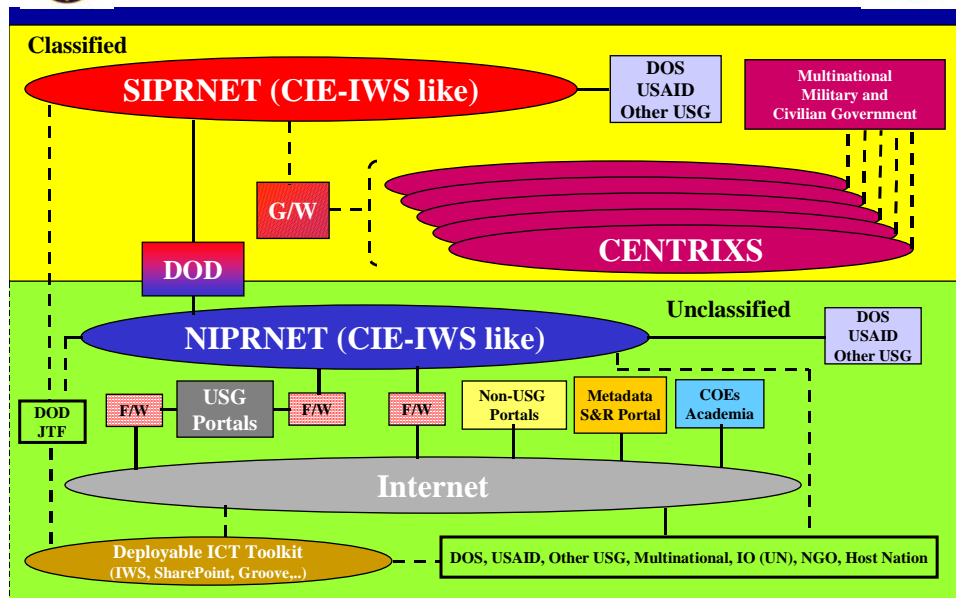 Classified
SIPRNET (CIE-IWS like)
DOS
USAID
Other USG
Multinational
Military and
Civilian Government
G/W
CENTRIXS
DOD
Unclassified
NIPRNET (CIE-IWS like)
DOS
USAID
Other USG
DOD
JTF
F/W
USG
Portals
F/W
F/W
Non-USG
Portals
Metadata
S&R Portal
COEs
Academia
Internet
Deployable ICT Toolkit
(IWS, SharePoint, Groove,..)
DOS, USAID, Other USG, Multinational, IO (UN), NGO, Host Nation